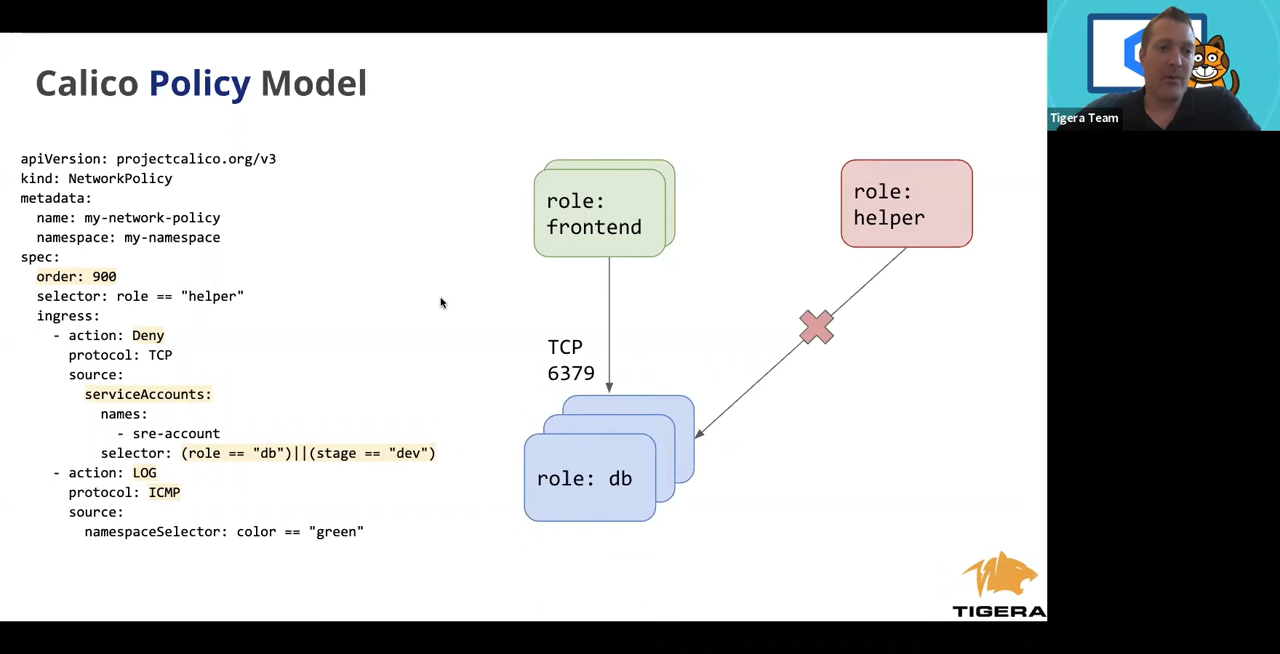 Calico Policy Model
apiVersion: projectcalico.org/v3
kind: NetworkPolicy
metadata:
  name: my-network-policy
  namespace: my-namespace
spec:
  order: 900
  selector: role == "helper"
  ingress:
    - action: Deny
      protocol: TCP
      source:
        serviceAccounts:
          names:
            - sre-account
          selector: (role == "db")||(stage == "dev")
    - action: LOG
      protocol: ICMP
      source:
        namespaceSelector: color == "green"
role:
frontend
role:
helper
TCP
6379
role: db
TIGERA
Tigera Team